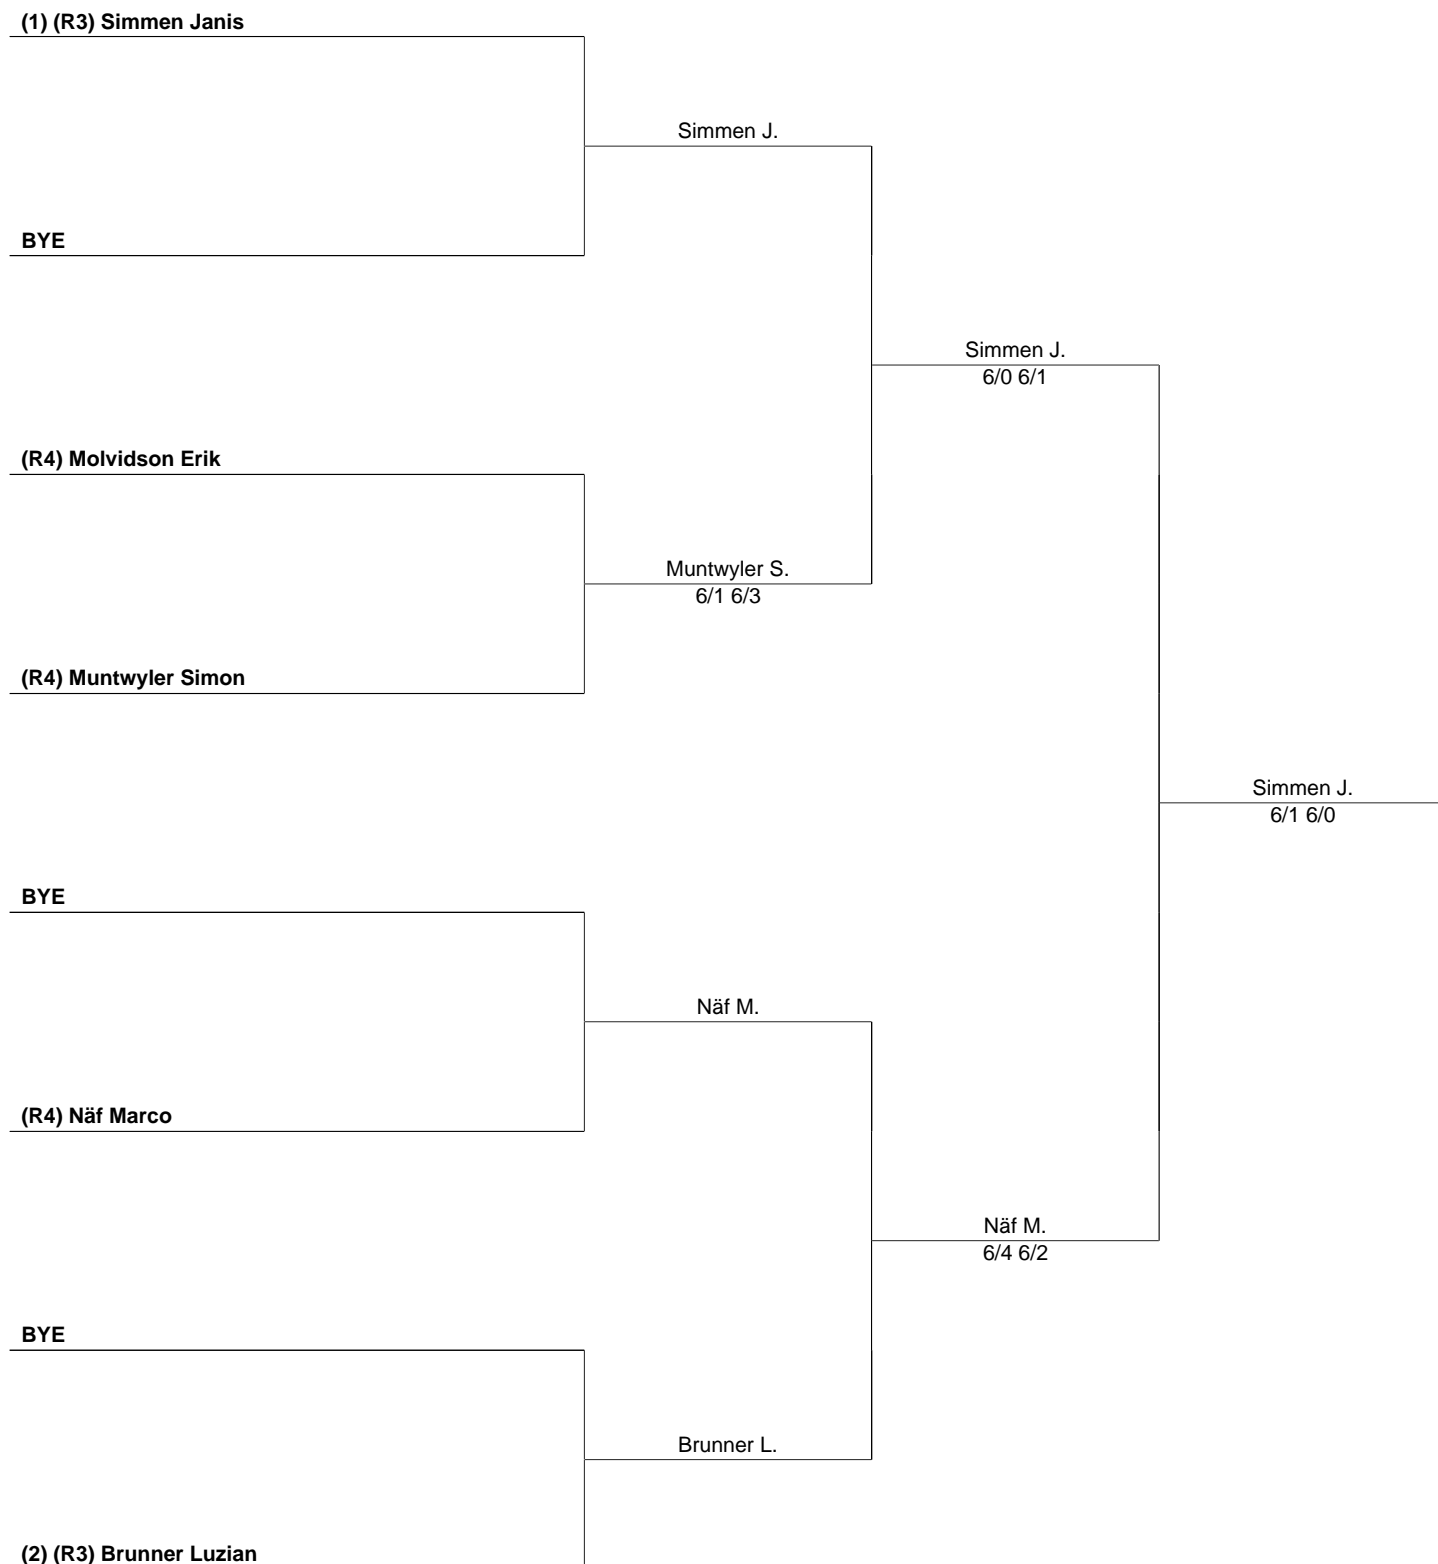 (1) (R3) Simmen Janis
Simmen J.
BYE
Simmen J.
6/0 6/1
(R4) Molvidson Erik
Muntwyler S.
6/1 6/3
(R4) Muntwyler Simon
Simmen J.
6/1 6/0
BYE
Näf M.
(R4) Näf Marco
Näf M.
6/4 6/2
BYE
Brunner L.
(2) (R3) Brunner Luzian